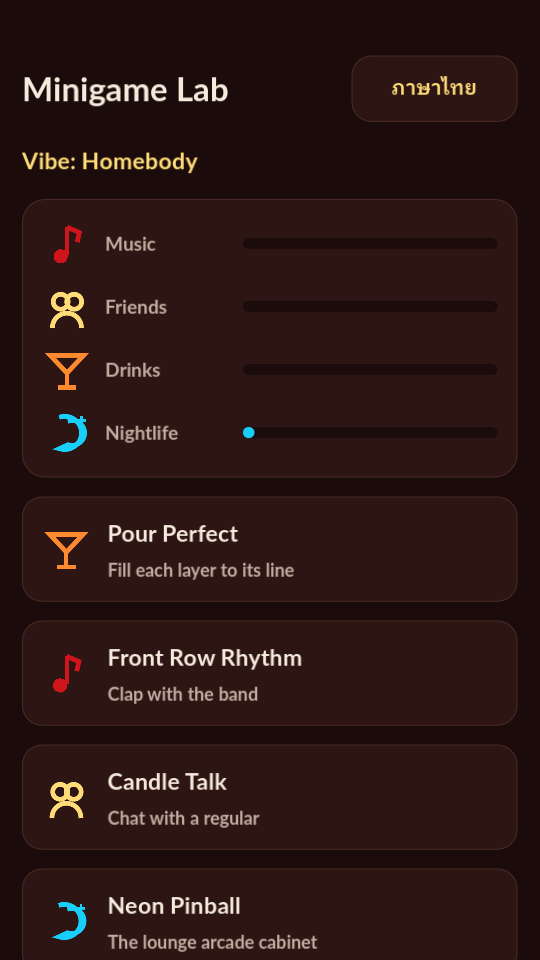 Minigame Lab
ภาษาไทย
Vibe: Homebody
Music
Friends
Drinks
Nightlife
Pour Perfect
Fill each layer to its line
Front Row Rhythm
Clap with the band
Candle Talk
Chat with a regular
Neon Pinball
The lounge arcade cabinet